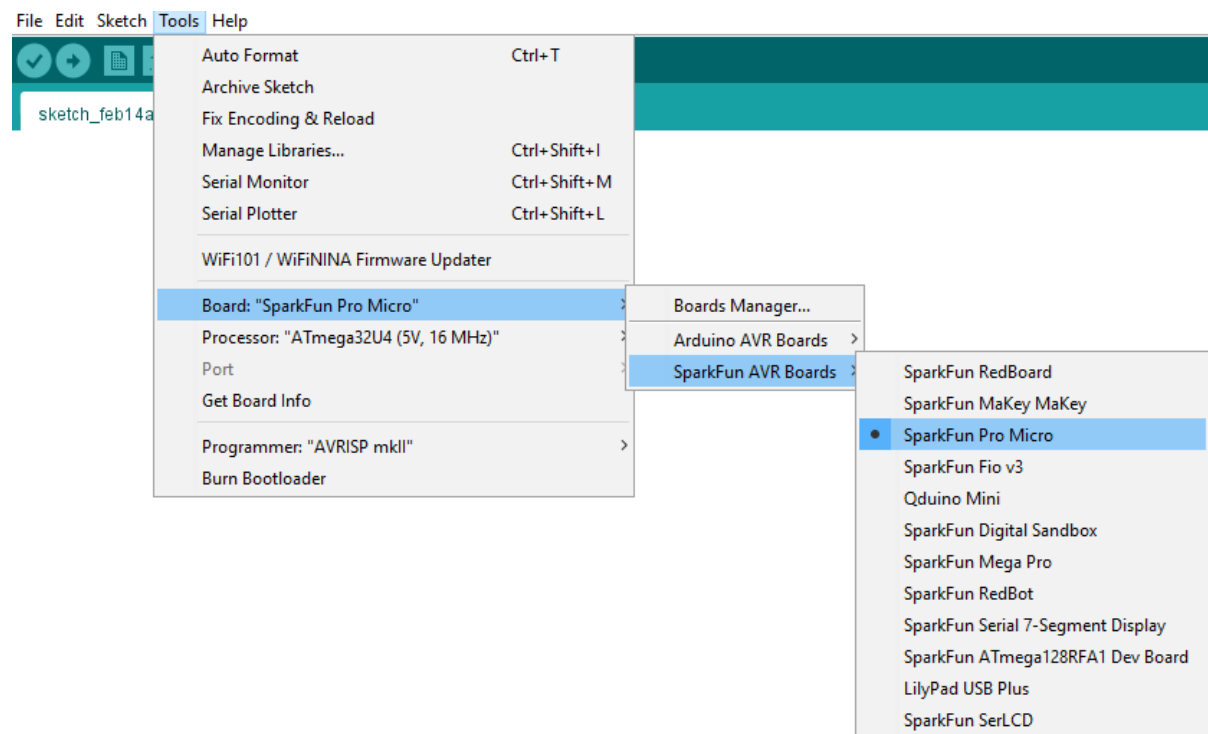 File Edit Sketch Tools Help
sketch_feb14a
Auto Format Ctrl+T
Archive Sketch
Fix Encoding & Reload
Manage Libraries... Ctrl+Shift+I
Serial Monitor Ctrl+Shift+M
Serial Plotter Ctrl+Shift+L
WiFi101 / WiFiNINA Firmware Updater
Board: "SparkFun Pro Micro"
Processor: "ATmega32U4 (5V, 16 MHz)"
Port
Get Board Info
Programmer: "AVRISP mkII"
Burn Bootloader
Boards Manager...
Arduino AVR Boards
SparkFun AVR Boards
SparkFun RedBoard
SparkFun MaKey MaKey
SparkFun Pro Micro
SparkFun Fio v3
Qduino Mini
SparkFun Digital Sandbox
SparkFun Mega Pro
SparkFun RedBot
SparkFun Serial 7-Segment Display
SparkFun ATmega128RFA1 Dev Board
LilyPad USB Plus
SparkFun SerLCD